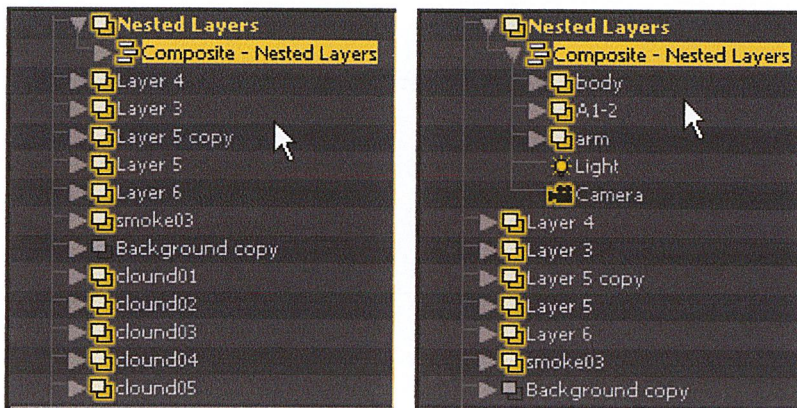 Nested Layers
Composite - Nested Layers
Layer 4
Layer 3
Layer 5 copy
Layer 5
Layer 6
smoke03
Background copy
clound01
clound02
clound03
clound04
clound05
Nested Layers
Composite - Nested Layers
body
A1-2
arm
Light
Camera
Layer 4
Layer 3
Layer 5 copy
Layer 5
Layer 6
smoke03
Background copy